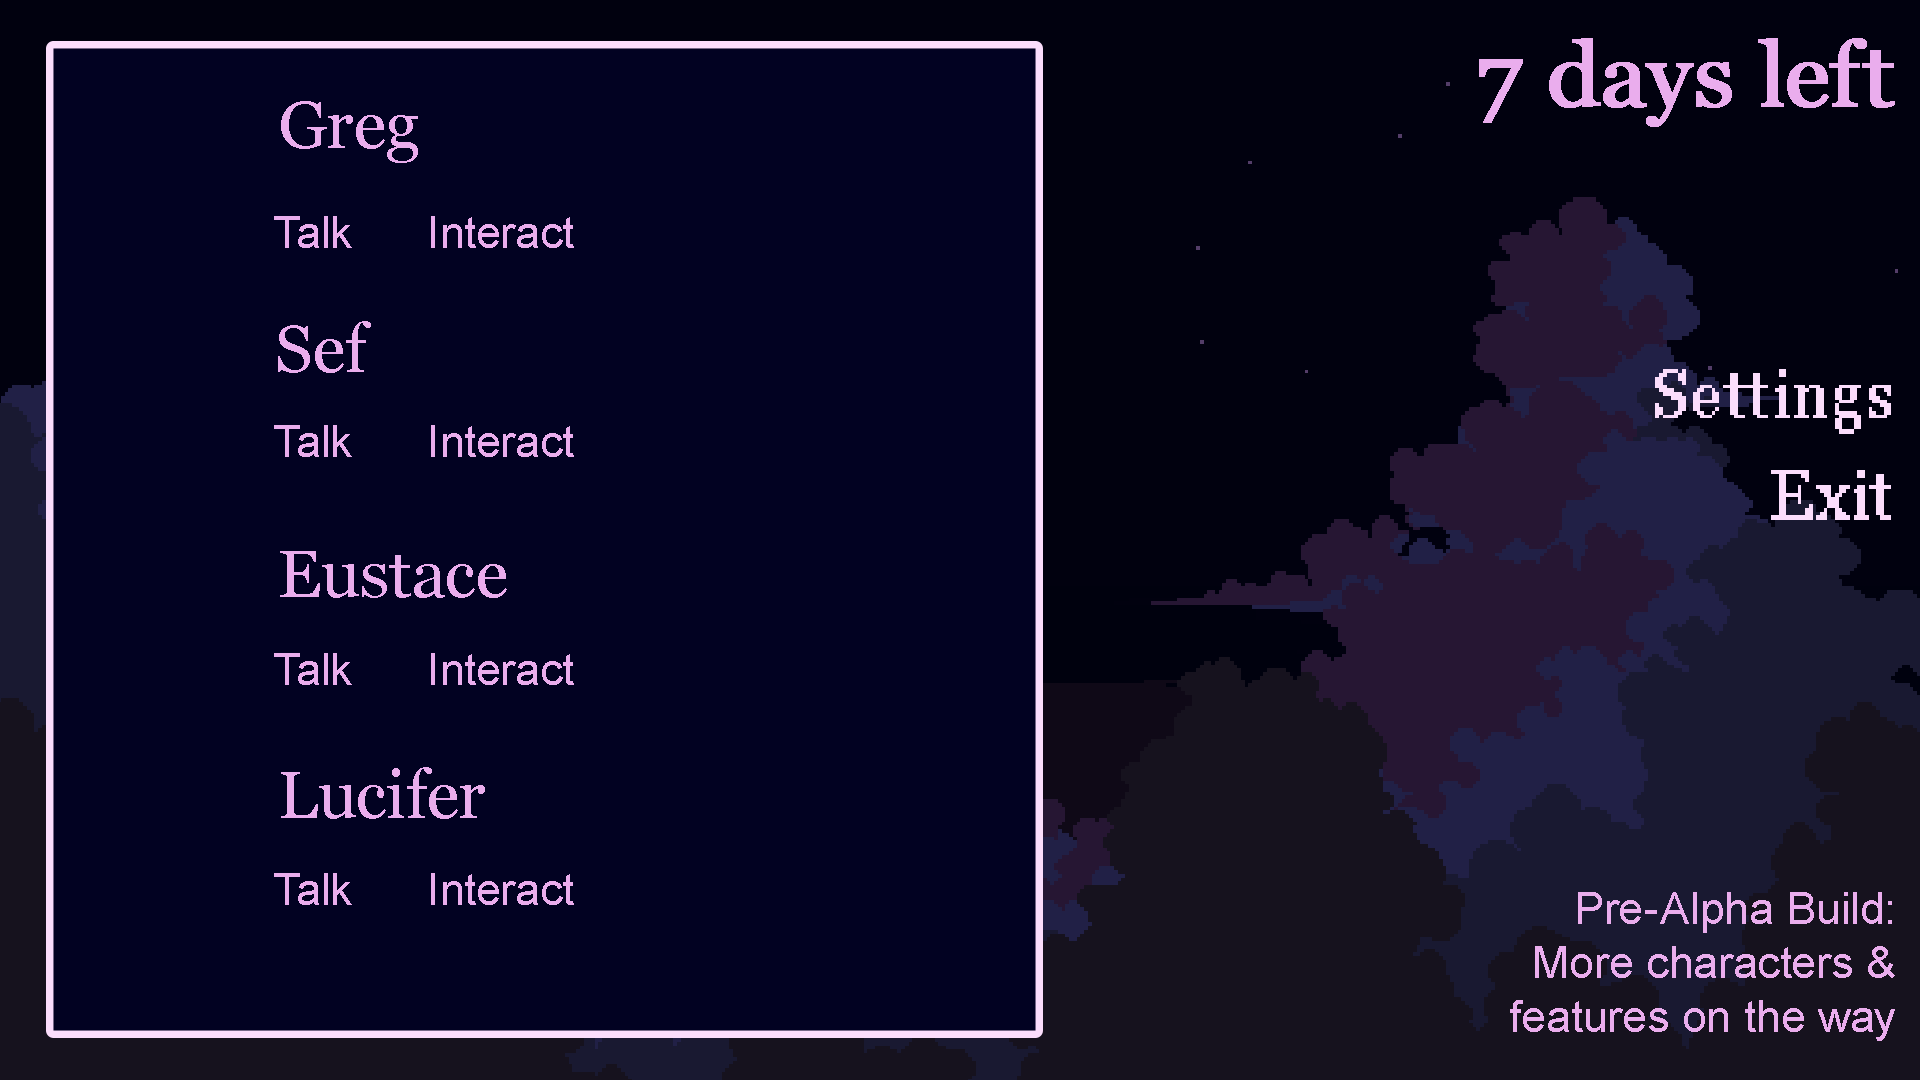 7 days left
Greg
Talk Interact
Sef
Talk Interact
Eustace
Talk Interact
Lucifer
Talk Interact
Settings
Exit
Pre-Alpha Build:
More characters &
features on the way